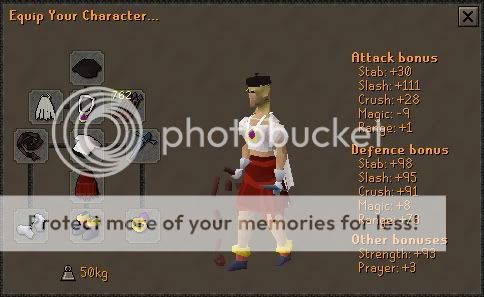 Equip Your Character...
762
Attack bonus
Stab: +30
Slash: +111
Crush: +28
Magic: -9
Range: +1
photobucket
Defence bonus
Stab: +98
Slash: +95
Crush: +91
Magic: +8
Protect more of your memories for less!
Other bonuses
Strength: +93
Prayer: +3
50kg